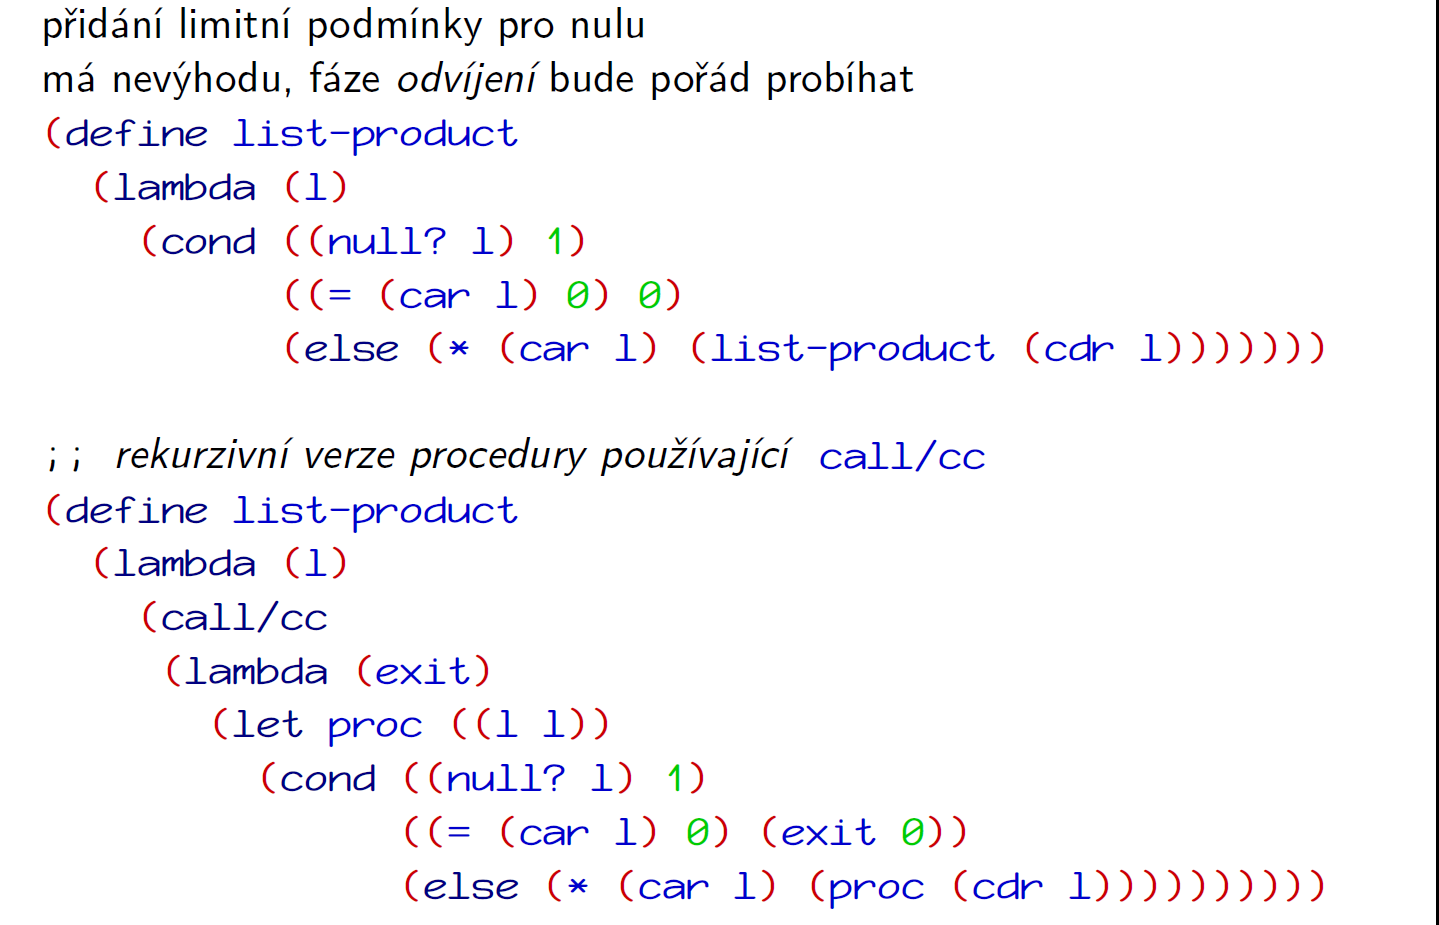 přidání limitní podmínky pro nulu
má nevýhodu, fáze odvíjení bude pořád probíhat
(define list-product
  (lambda (l)
    (cond ((null? l) 1)
          ((= (car l) 0) 0)
          (else (* (car l) (list-product (cdr l)))))))

;; rekurzivní verze procedury používající call/cc
(define list-product
  (lambda (l)
    (call/cc
     (lambda (exit)
       (let proc ((l l))
         (cond ((null? l) 1)
               ((= (car l) 0) (exit 0))
               (else (* (car l) (proc (cdr l))))))))))